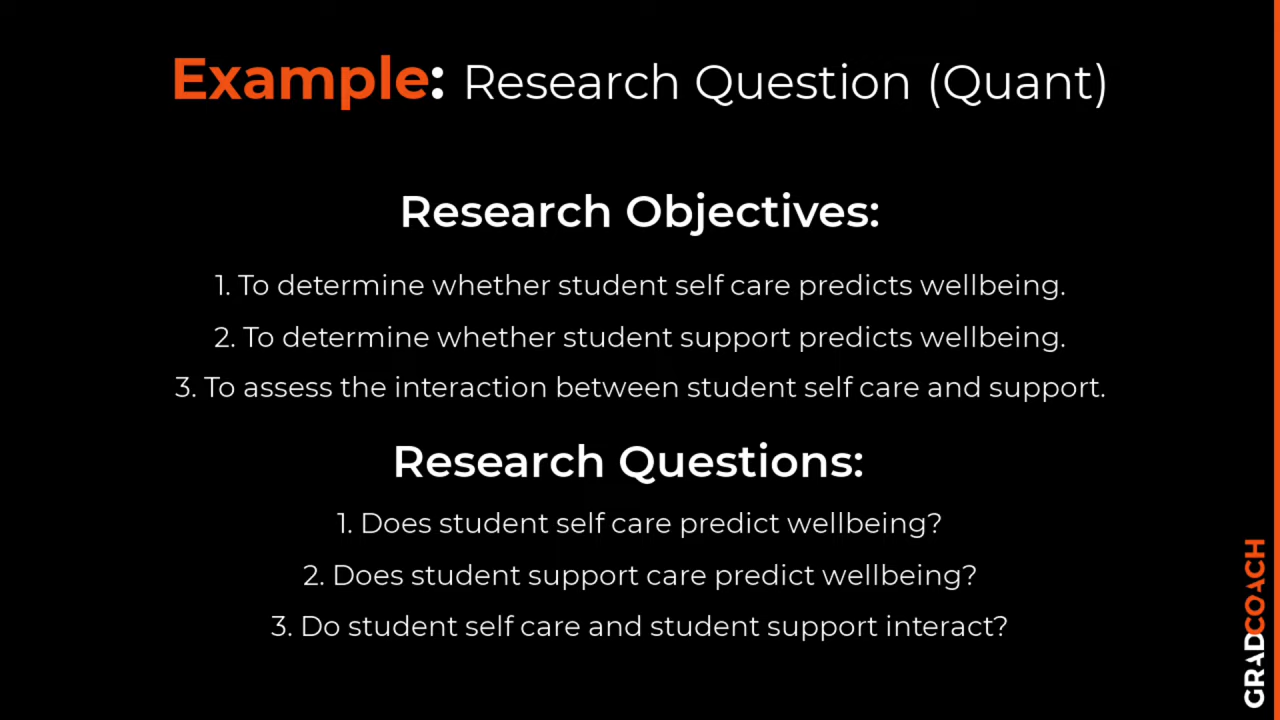 Example: Research Question (Quant)
Research Objectives:
1. To determine whether student self care predicts wellbeing.
2. To determine whether student support predicts wellbeing.
3. To assess the interaction between student self care and support.
Research Questions:
1. Does student self care predict wellbeing?
2. Does student support care predict wellbeing?
3. Do student self care and student support interact?
GRADCOACH